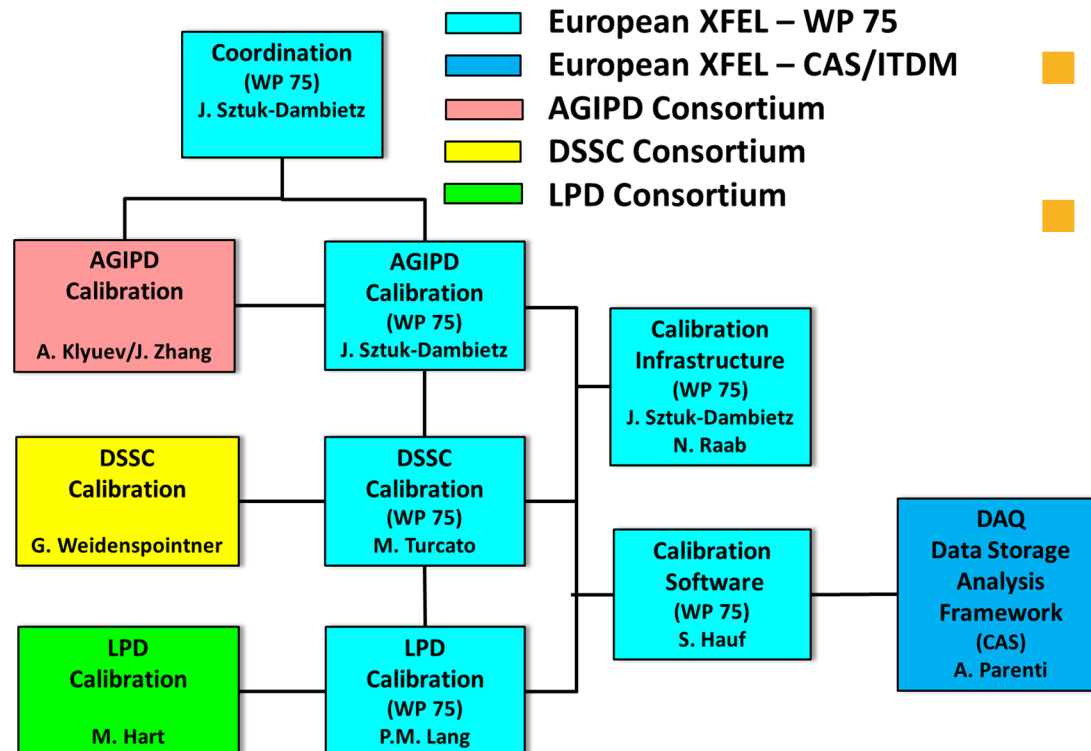 Coordination
(WP 75)
J. Sztuk-Dambietz
European XFEL – WP 75
European XFEL – CAS/ITDM
AGIPD Consortium
DSSC Consortium
LPD Consortium
AGIPD
Calibration
A. Klyuev/J. Zhang
AGIPD
Calibration
(WP 75)
J. Sztuk-Dambietz
Calibration
Infrastructure
(WP 75)
J. Sztuk-Dambietz
N. Raab
DSSC
Calibration
G. Weidenspointner
DSSC
Calibration
(WP 75)
M. Turcato
Calibration
Software
(WP 75)
S. Hauf
DAQ
Data Storage
Analysis
Framework
(CAS)
A. Parenti
LPD
Calibration
M. Hart
LPD
Calibration
(WP 75)
P.M. Lang